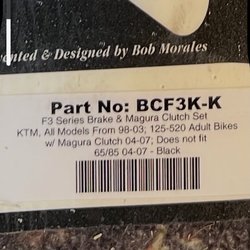 ented & Designed by Bob Morales
Part No: BCF3K-K
F3 Series Brake & Magura Clutch Set
KTM, All Models From 98-03; 125-520 Adult Bikes
w/ Magura Clutch 04-07; Does not fit
65/85 04-07 - Black